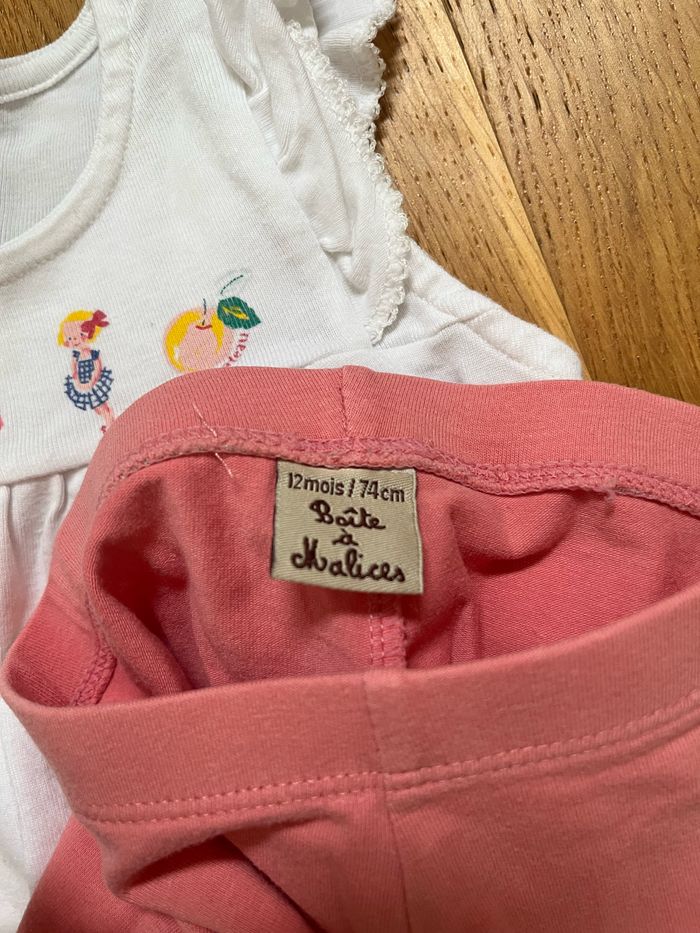 12mois / 74cm
Boîte
à
Malices